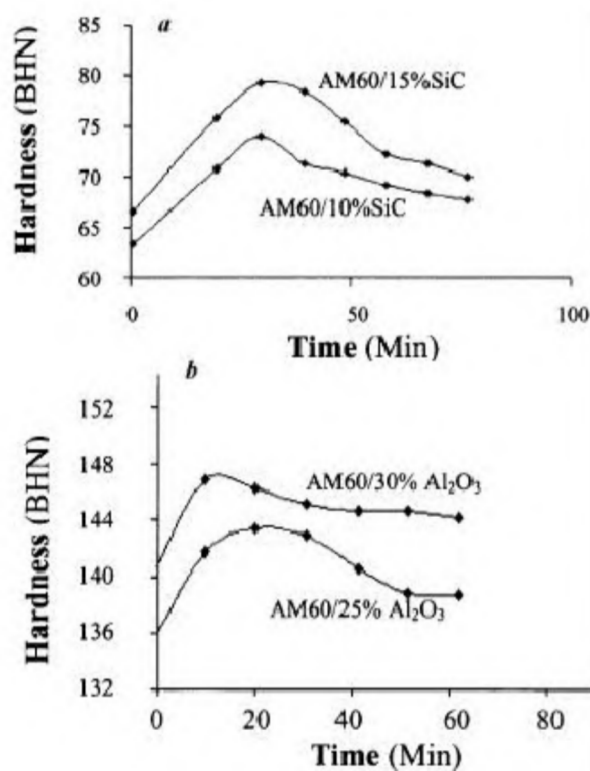 a
85
80
75
70
65
60
Hardness (BHN)
AM60/15%SiC
AM60/10%SiC
0
50
100
Time (Min)
b
152
148
144
140
136
132
Hardness (BHN)
AM60/30% Al₂O₃
AM60/25% Al₂O₃
0
20
40
60
80
Time (Min)